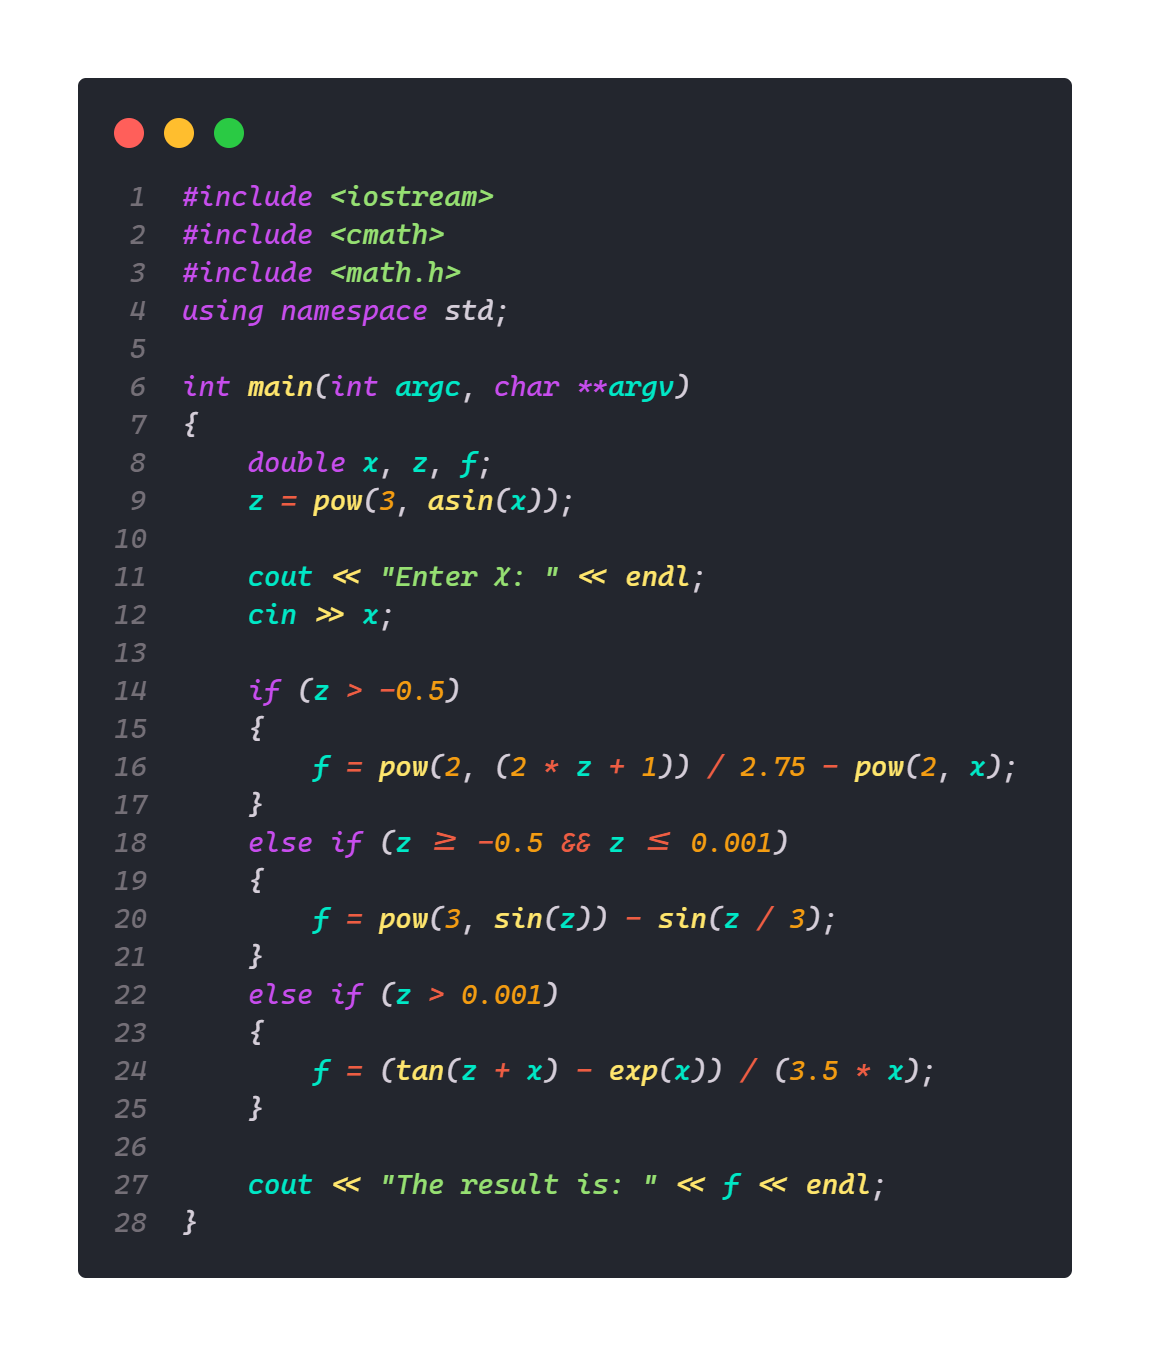 1 #include <iostream>
2 #include <cmath>
3 #include <math.h>
4 using namespace std;
5
6 int main(int argc, char **argv)
7 {
8     double x, z, f;
9     z = pow(3, asin(x));
10
11     cout << "Enter X: " << endl;
12     cin >> x;
13
14     if (z > -0.5)
15     {
16         f = pow(2, (2 * z + 1)) / 2.75 - pow(2, x);
17     }
18     else if (z >= -0.5 && z <= 0.001)
19     {
20         f = pow(3, sin(z)) - sin(z / 3);
21     }
22     else if (z > 0.001)
23     {
24         f = (tan(z + x) - exp(x)) / (3.5 * x);
25     }
26
27     cout << "The result is: " << f << endl;
28 }